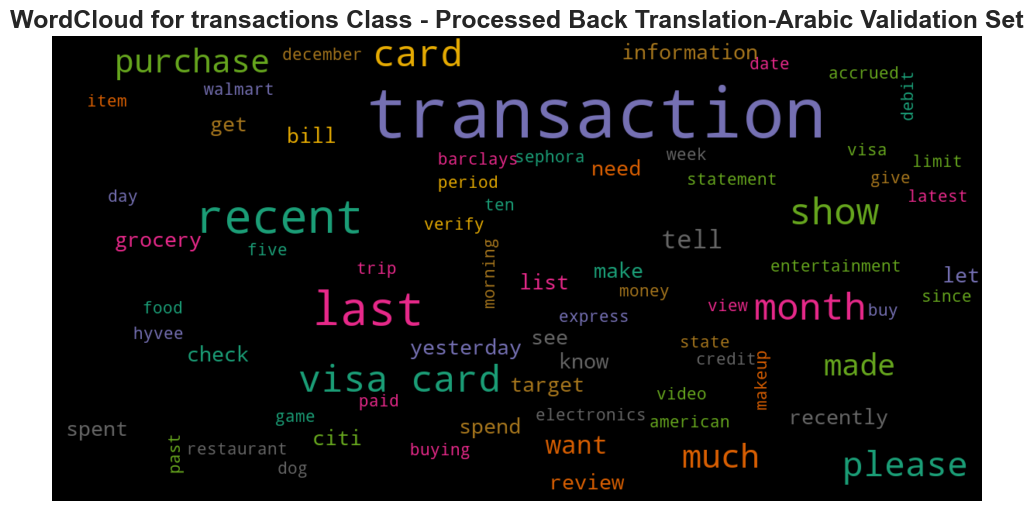 WordCloud for transactions Class - Processed Back Translation-Arabic Validation Set
purchase
december
card
information
date
accrued
debit
item
walmart
transaction
get
bill
barclays
sephora
need
week
visa
limit
statement
give
latest
day
period
ten
show
recent
verify
grocery
five
tell
morning
trip
list
make
entertainment
let
food
last
money
view
month
buy
since
hyvee
express
check
yesterday
see
know
state
credit
made
visa card
target
makeup
paid
video
game
electronics
american
recently
spent
citi
spend
past
restaurant
buying
want
much
please
dog
review